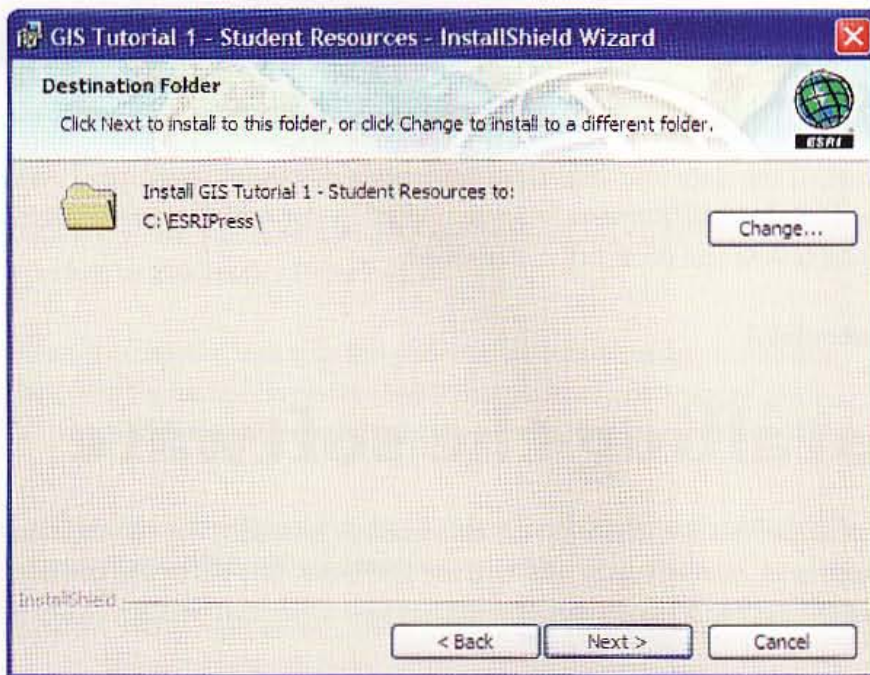 GIS Tutorial 1 - Student Resources - InstallShield Wizard
Destination Folder
Click Next to install to this folder, or click Change to install to a different folder.
ESRI
Install GIS Tutorial 1 - Student Resources to:
C:\ESRIPress\
Change...
InstallShield
< Back
Next >
Cancel